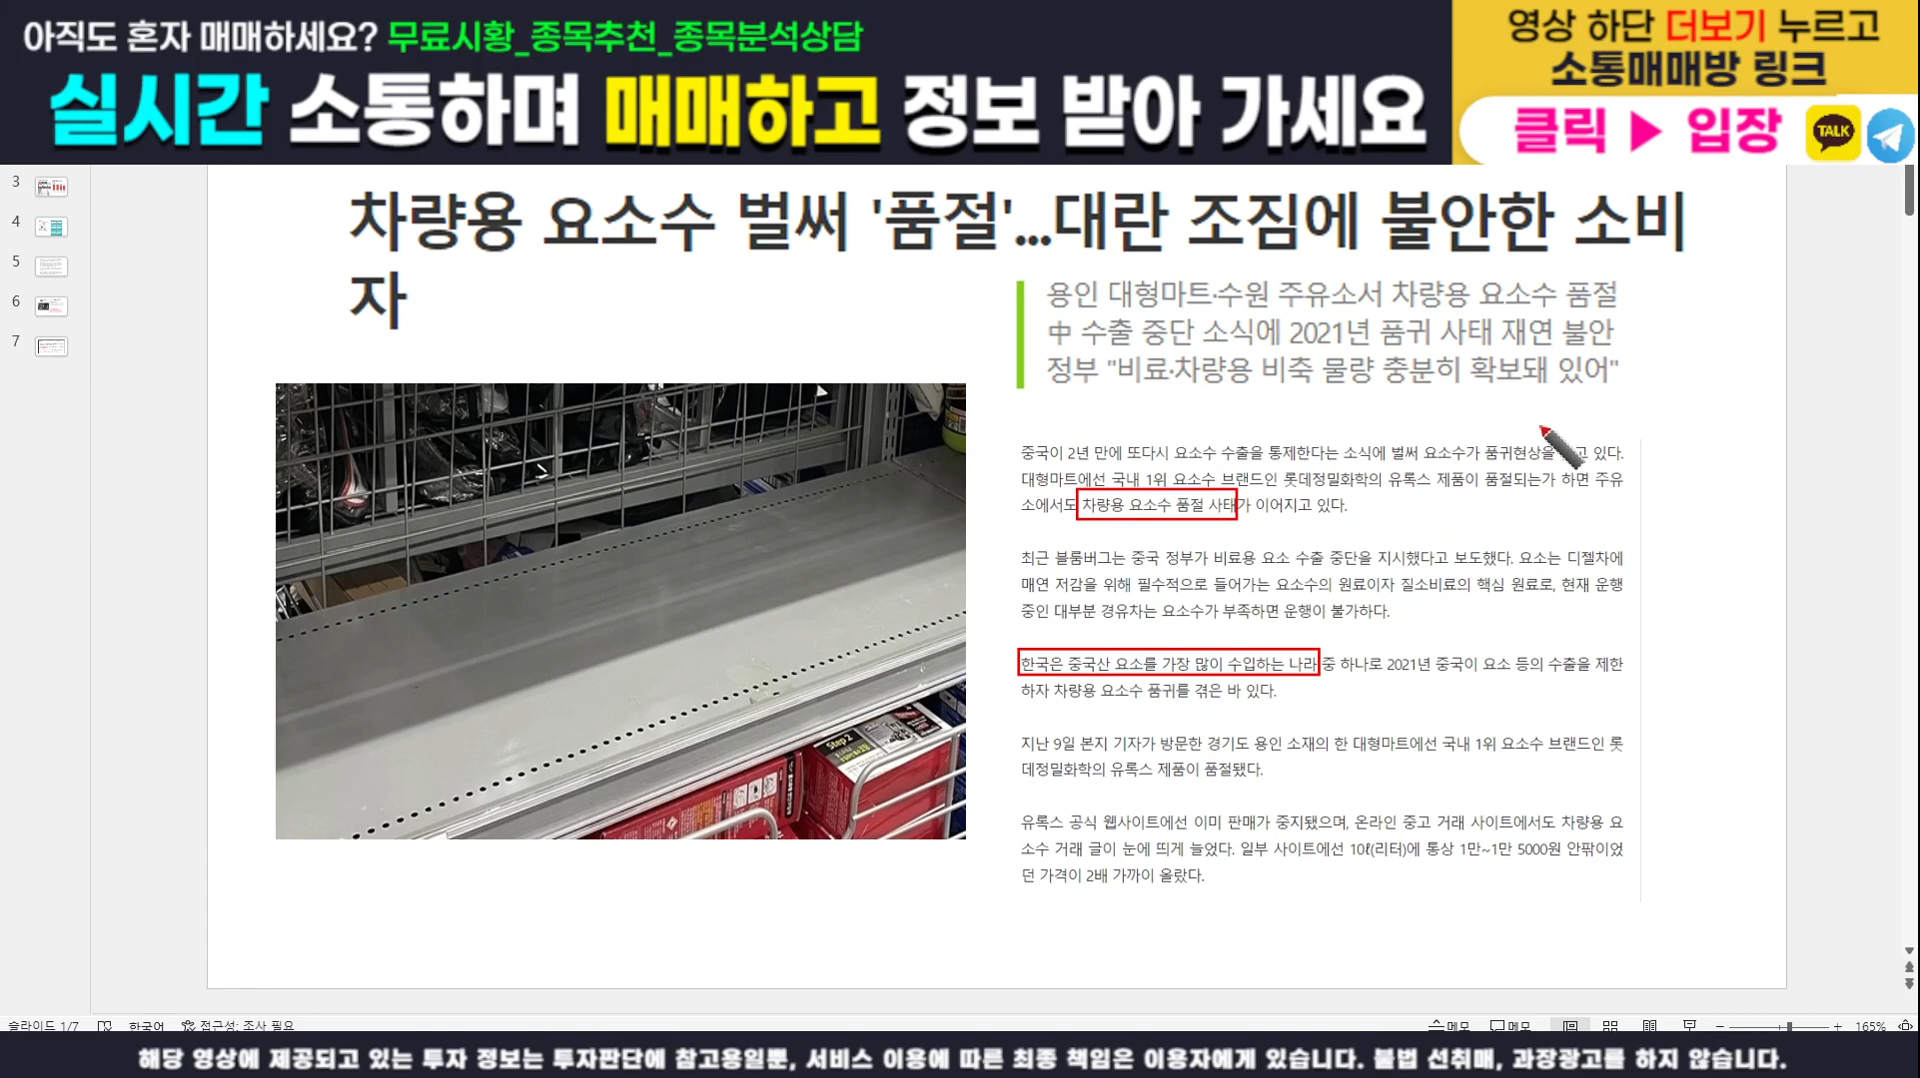 아직도 혼자 매매하세요? 무료시황_종목추천_종목분석상담
실시간 소통하며 매매하고 정보 받아 가세요
영상 하단 더보기 누르고
소통매매방 링크
클릭 ▶ 입장
TALK
3
4
5
6
7
차량용 요소수 벌써 '품절'...대란 조짐에 불안한 소비
자
용인 대형마트·수원 주유소서 차량용 요소수 품절
中 수출 중단 소식에 2021년 품귀 사태 재연 불안
정부 "비료·차량용 비축 물량 충분히 확보돼 있어"
중국이 2년 만에 또다시 요소수 수출을 통제한다는 소식에 벌써 요소수가 품귀현상을 고 있다.
대형마트에선 국내 1위 요소수 브랜드인 롯데정밀화학의 유록스 제품이 품절되는가 하면 주유
소에서도 차량용 요소수 품절 사태가 이어지고 있다.
최근 블룸버그는 중국 정부가 비료용 요소 수출 중단을 지시했다고 보도했다. 요소는 디젤차에
매연 저감을 위해 필수적으로 들어가는 요소수의 원료이자 질소비료의 핵심 원료로, 현재 운행
중인 대부분 경유차는 요소수가 부족하면 운행이 불가하다.
한국은 중국산 요소를 가장 많이 수입하는 나라 중 하나로 2021년 중국이 요소 등의 수출을 제한
하자 차량용 요소수 품귀를 겪은 바 있다.
지난 9일 본지 기자가 방문한 경기도 용인 소재의 한 대형마트에선 국내 1위 요소수 브랜드인 롯
데정밀화학의 유록스 제품이 품절됐다.
유록스 공식 웹사이트에선 이미 판매가 중지됐으며, 온라인 중고 거래 사이트에서도 차량용 요
소수 거래 글이 눈에 띄게 늘었다. 일부 사이트에선 10ℓ(리터)에 통상 1만~1만 5000원 안팎이었
던 가격이 2배 가까이 올랐다.
Step 2
슬라이드 1/7 한국어 접근성: 조사 필요
메모 메모 165%
해당 영상에 제공되고 있는 투자 정보는 투자판단에 참고용일뿐, 서비스 이용에 따른 최종 책임은 이용자에게 있습니다. 불법 선취매, 과장광고를 하지 않습니다.